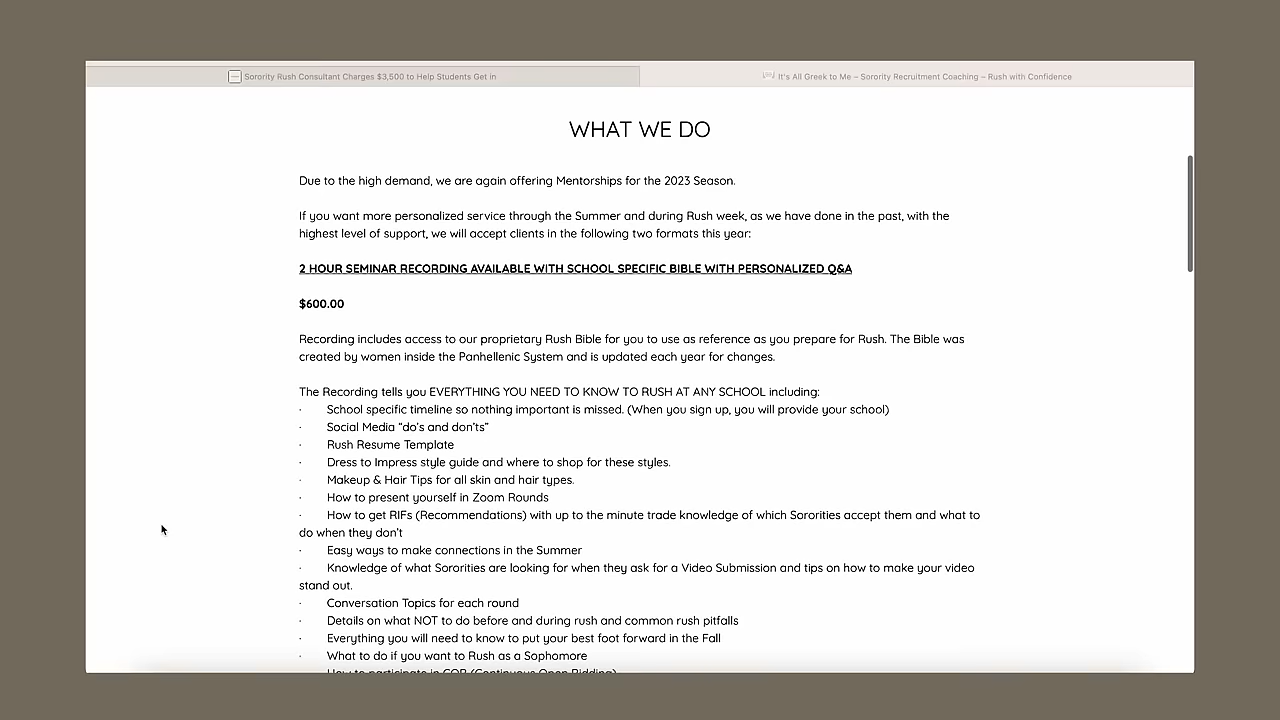 Sorority Rush Consultant Charges $3,500 to Help Students Get in
It's All Greek to Me – Sorority Recruitment Coaching – Rush with Confidence
WHAT WE DO
Due to the high demand, we are again offering Mentorships for the 2023 Season.
If you want more personalized service through the Summer and during Rush week, as we have done in the past, with the
highest level of support, we will accept clients in the following two formats this year:
2 HOUR SEMINAR RECORDING AVAILABLE WITH SCHOOL SPECIFIC BIBLE WITH PERSONALIZED Q&A
$600.00
Recording includes access to our proprietary Rush Bible for you to use as reference as you prepare for Rush. The Bible was
created by women inside the Panhellenic System and is updated each year for changes.
The Recording tells you EVERYTHING YOU NEED TO KNOW TO RUSH AT ANY SCHOOL including:
· School specific timeline so nothing important is missed. (When you sign up, you will provide your school)
· Social Media “do’s and don’ts”
· Rush Resume Template
· Dress to Impress style guide and where to shop for these styles.
· Makeup & Hair Tips for all skin and hair types.
· How to present yourself in Zoom Rounds
· How to get RIFs (Recommendations) with up to the minute trade knowledge of which Sororities accept them and what to
do when they don’t
· Easy ways to make connections in the Summer
· Knowledge of what Sororities are looking for when they ask for a Video Submission and tips on how to make your video
stand out.
· Conversation Topics for each round
· Details on what NOT to do before and during rush and common rush pitfalls
· Everything you will need to know to put your best foot forward in the Fall
· What to do if you want to Rush as a Sophomore
· How to participate in COB (Continuous Open Bidding)